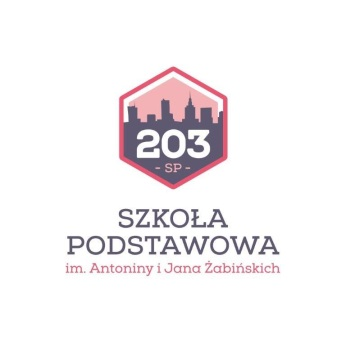 203
- SP -
SZKOŁA
PODSTAWOWA
im. Antoniny i Jana Żabińskich